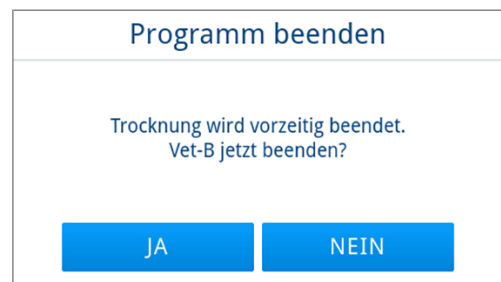 Programm beenden
Trocknung wird vorzeitig beendet.
Vet-B jetzt beenden?
JA
NEIN